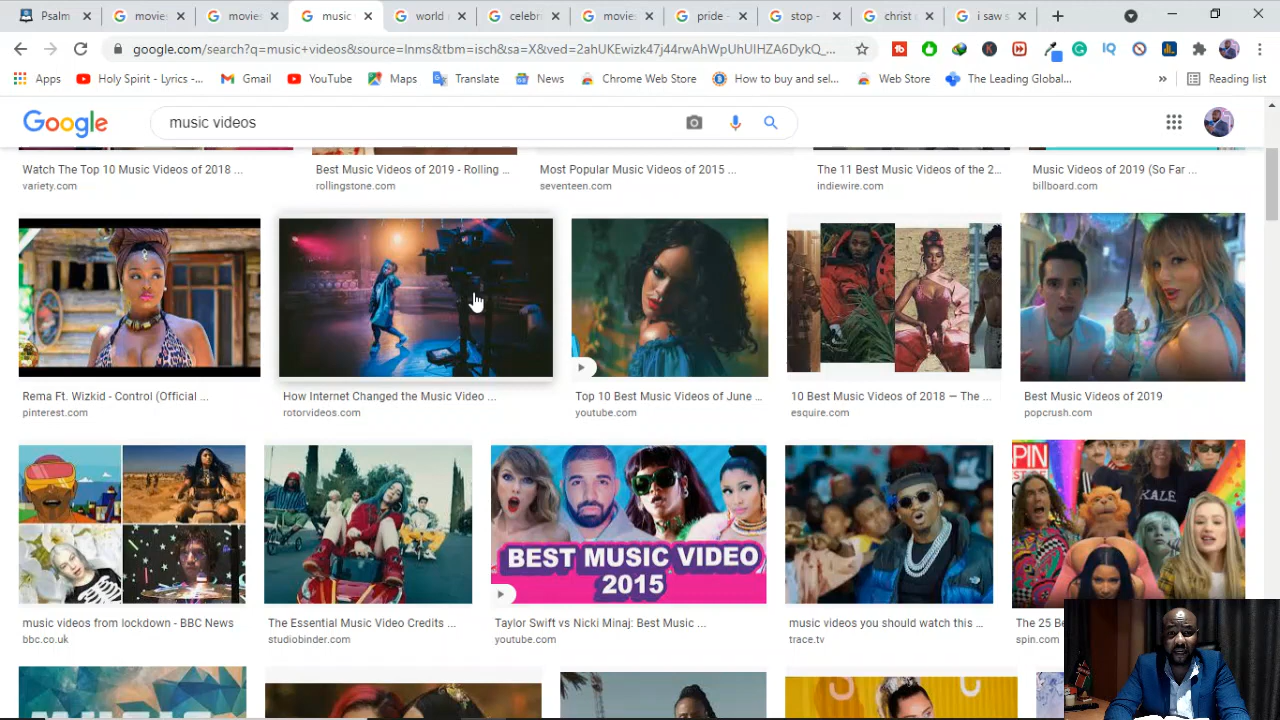 Psalm
movies
movies
music
world
celebr
movies
pride -
stop -
christ
i saw s
google.com/search?q=music+videos&source=lnms&tbm=isch&sa=X&ved=2ahUKEwizk47j44rwAhWpUhUIHZA6DykQ_...
Apps
Holy Spirit - Lyrics -...
Gmail
YouTube
Maps
Translate
News
Chrome Web Store
How to buy and sel...
Web Store
The Leading Global...
»
Reading list
Google
music videos
Watch The Top 10 Music Videos of 2018 ...
variety.com
Best Music Videos of 2019 - Rolling ...
rollingstone.com
Most Popular Music Videos of 2015 ...
seventeen.com
The 11 Best Music Videos of the 2...
indiewire.com
Music Videos of 2019 (So Far ...
billboard.com
Rema Ft. Wizkid - Control (Official ...
pinterest.com
How Internet Changed the Music Video ...
rotorvideos.com
Top 10 Best Music Videos of June ...
youtube.com
10 Best Music Videos of 2018 — The ...
esquire.com
Best Music Videos of 2019
popcrush.com
BEST MUSIC VIDEO
2015
SPIN
KALE
music videos from lockdown - BBC News
bbc.co.uk
The Essential Music Video Credits ...
studiobinder.com
Taylor Swift vs Nicki Minaj: Best Music ...
youtube.com
music videos you should watch this ...
trace.tv
The 25 B
spin.com